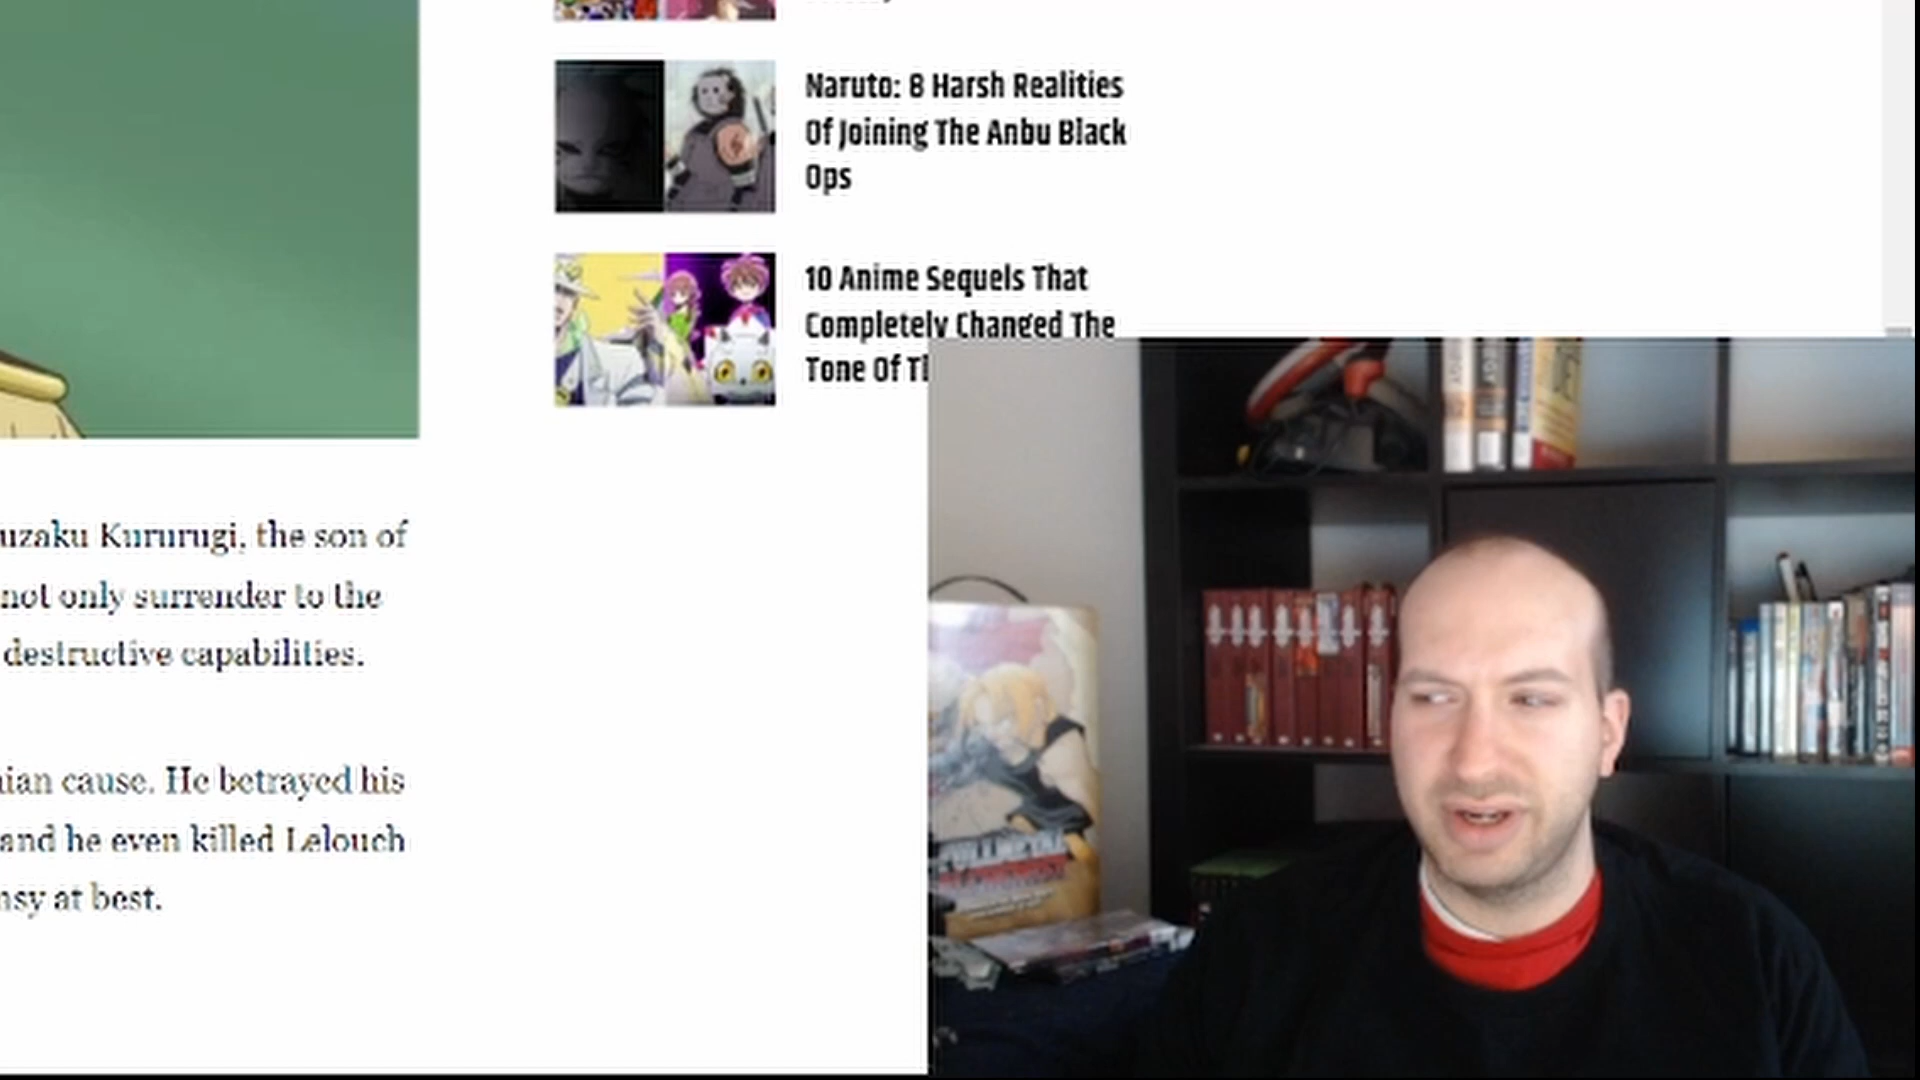 Naruto: 8 Harsh Realities
Of Joining The Anbu Black
Ops
10 Anime Sequels That
Completely Changed The
Tone Of
uzaku Kururugi, the son of
not only surrender to the
destructive capabilities.
nian cause. He betrayed his
and he even killed Lelouch
nsy at best.